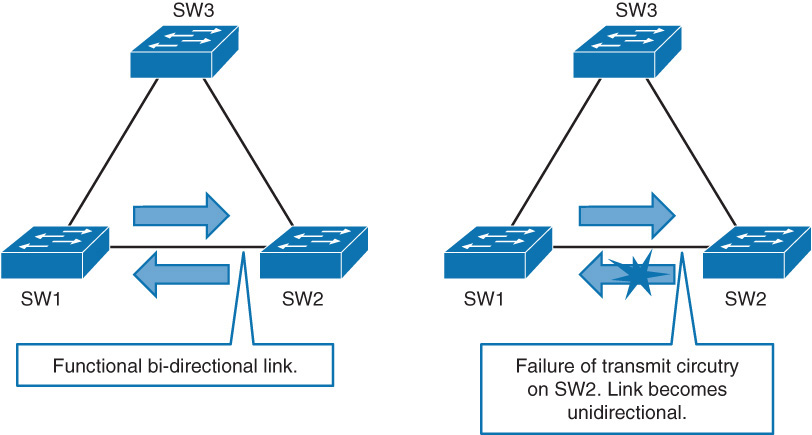 SW3
SW1
SW2
Functional bi-directional link.
SW3
SW1
SW2
Failure of transmit circutry
on SW2. Link becomes
unidirectional.